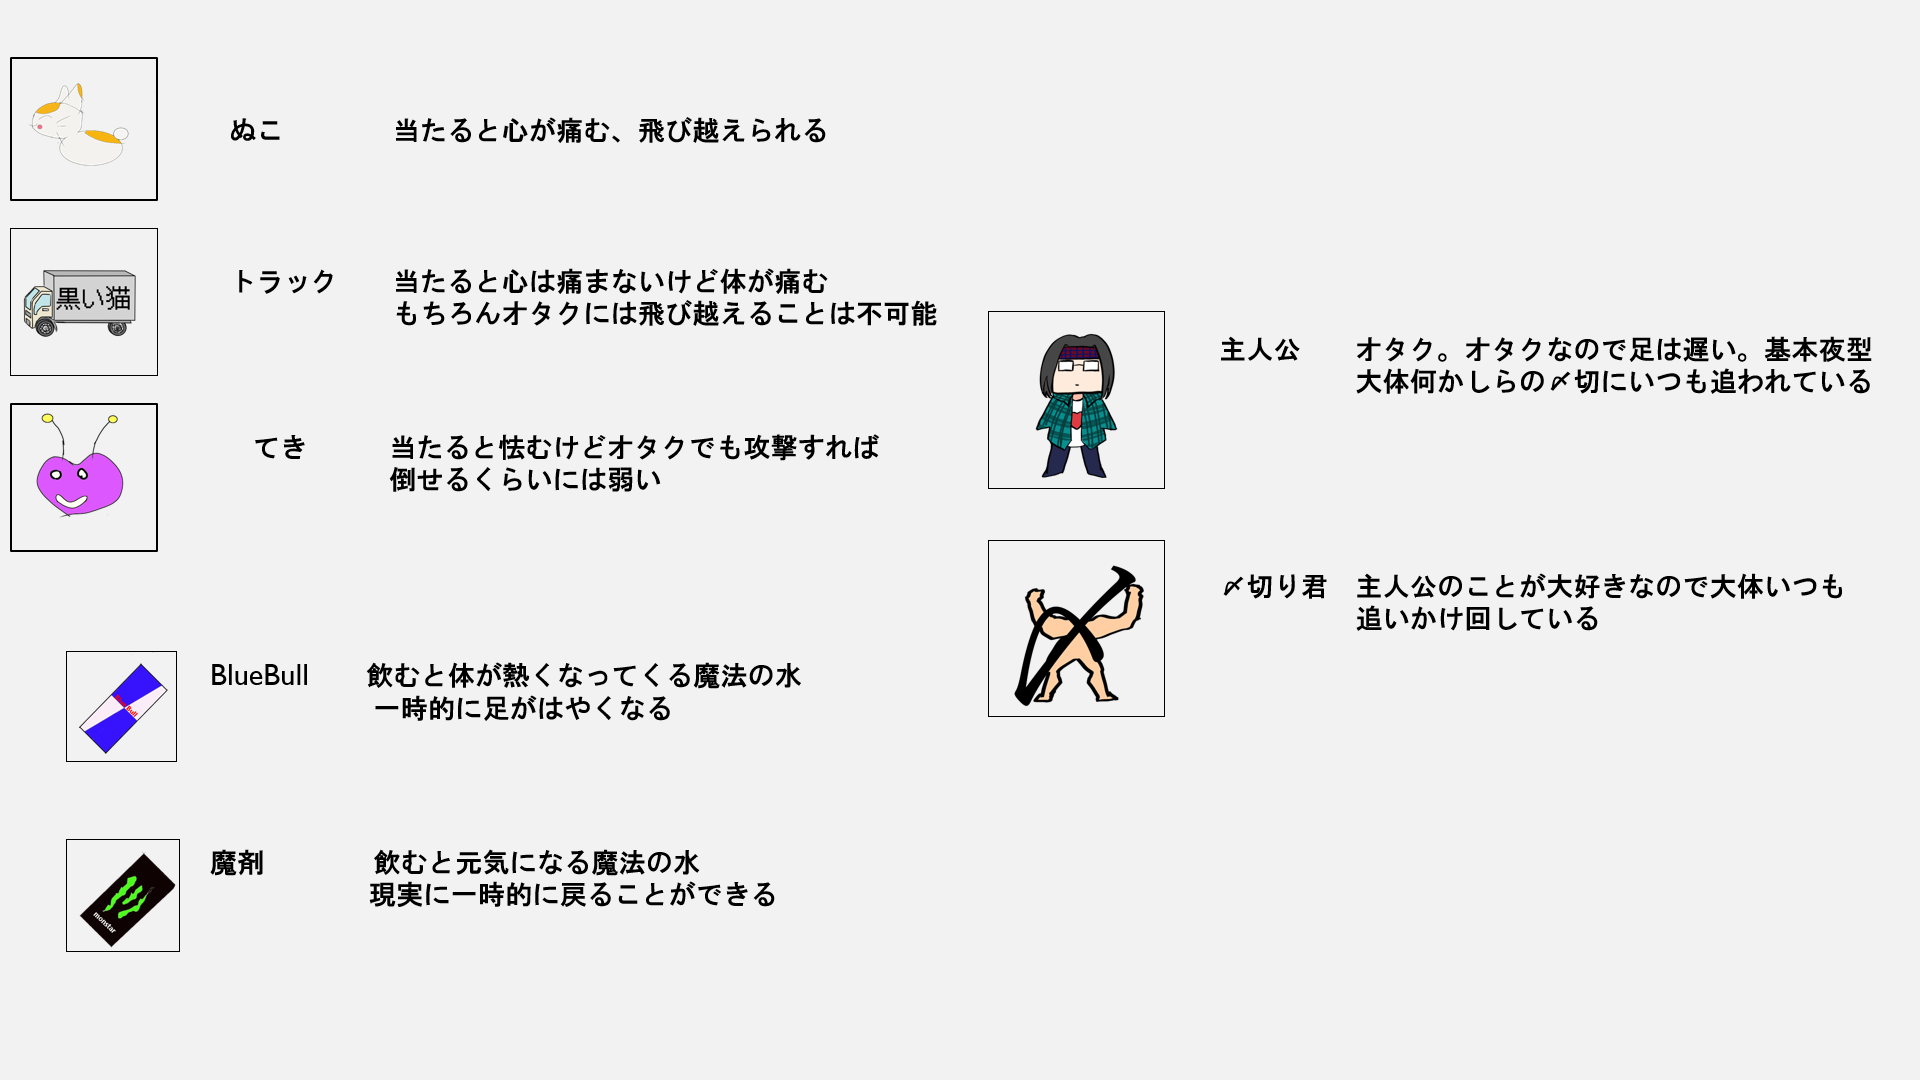 ぬこ
当たると心が痛む、飛び越えられる
黒い猫
トラック
当たると心は痛まないけど体が痛む
もちろんオタクには飛び越えることは不可能
てき
当たると怯むけどオタクでも攻撃すれば
倒せるくらいには弱い
BlueBull
飲むと体が熱くなってくる魔法の水
一時的に足がはやくなる
monstar
魔剤
飲むと元気になる魔法の水
現実に一時的に戻ることができる
主人公
オタク。オタクなので足は遅い。基本夜型
大体何かしらの〆切にいつも追われている
〆切り君
主人公のことが大好きなので大体いつも
追いかけ回している